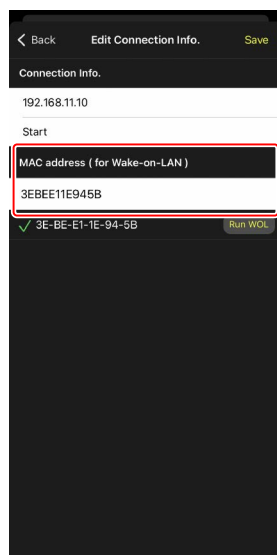 Back Edit Connection Info. Save
Connection Info.
192.168.11.10
Start
MAC address ( for Wake-on-LAN )
3EBEE11E945B
3E-BE-E1-1E-94-5B Run WOL